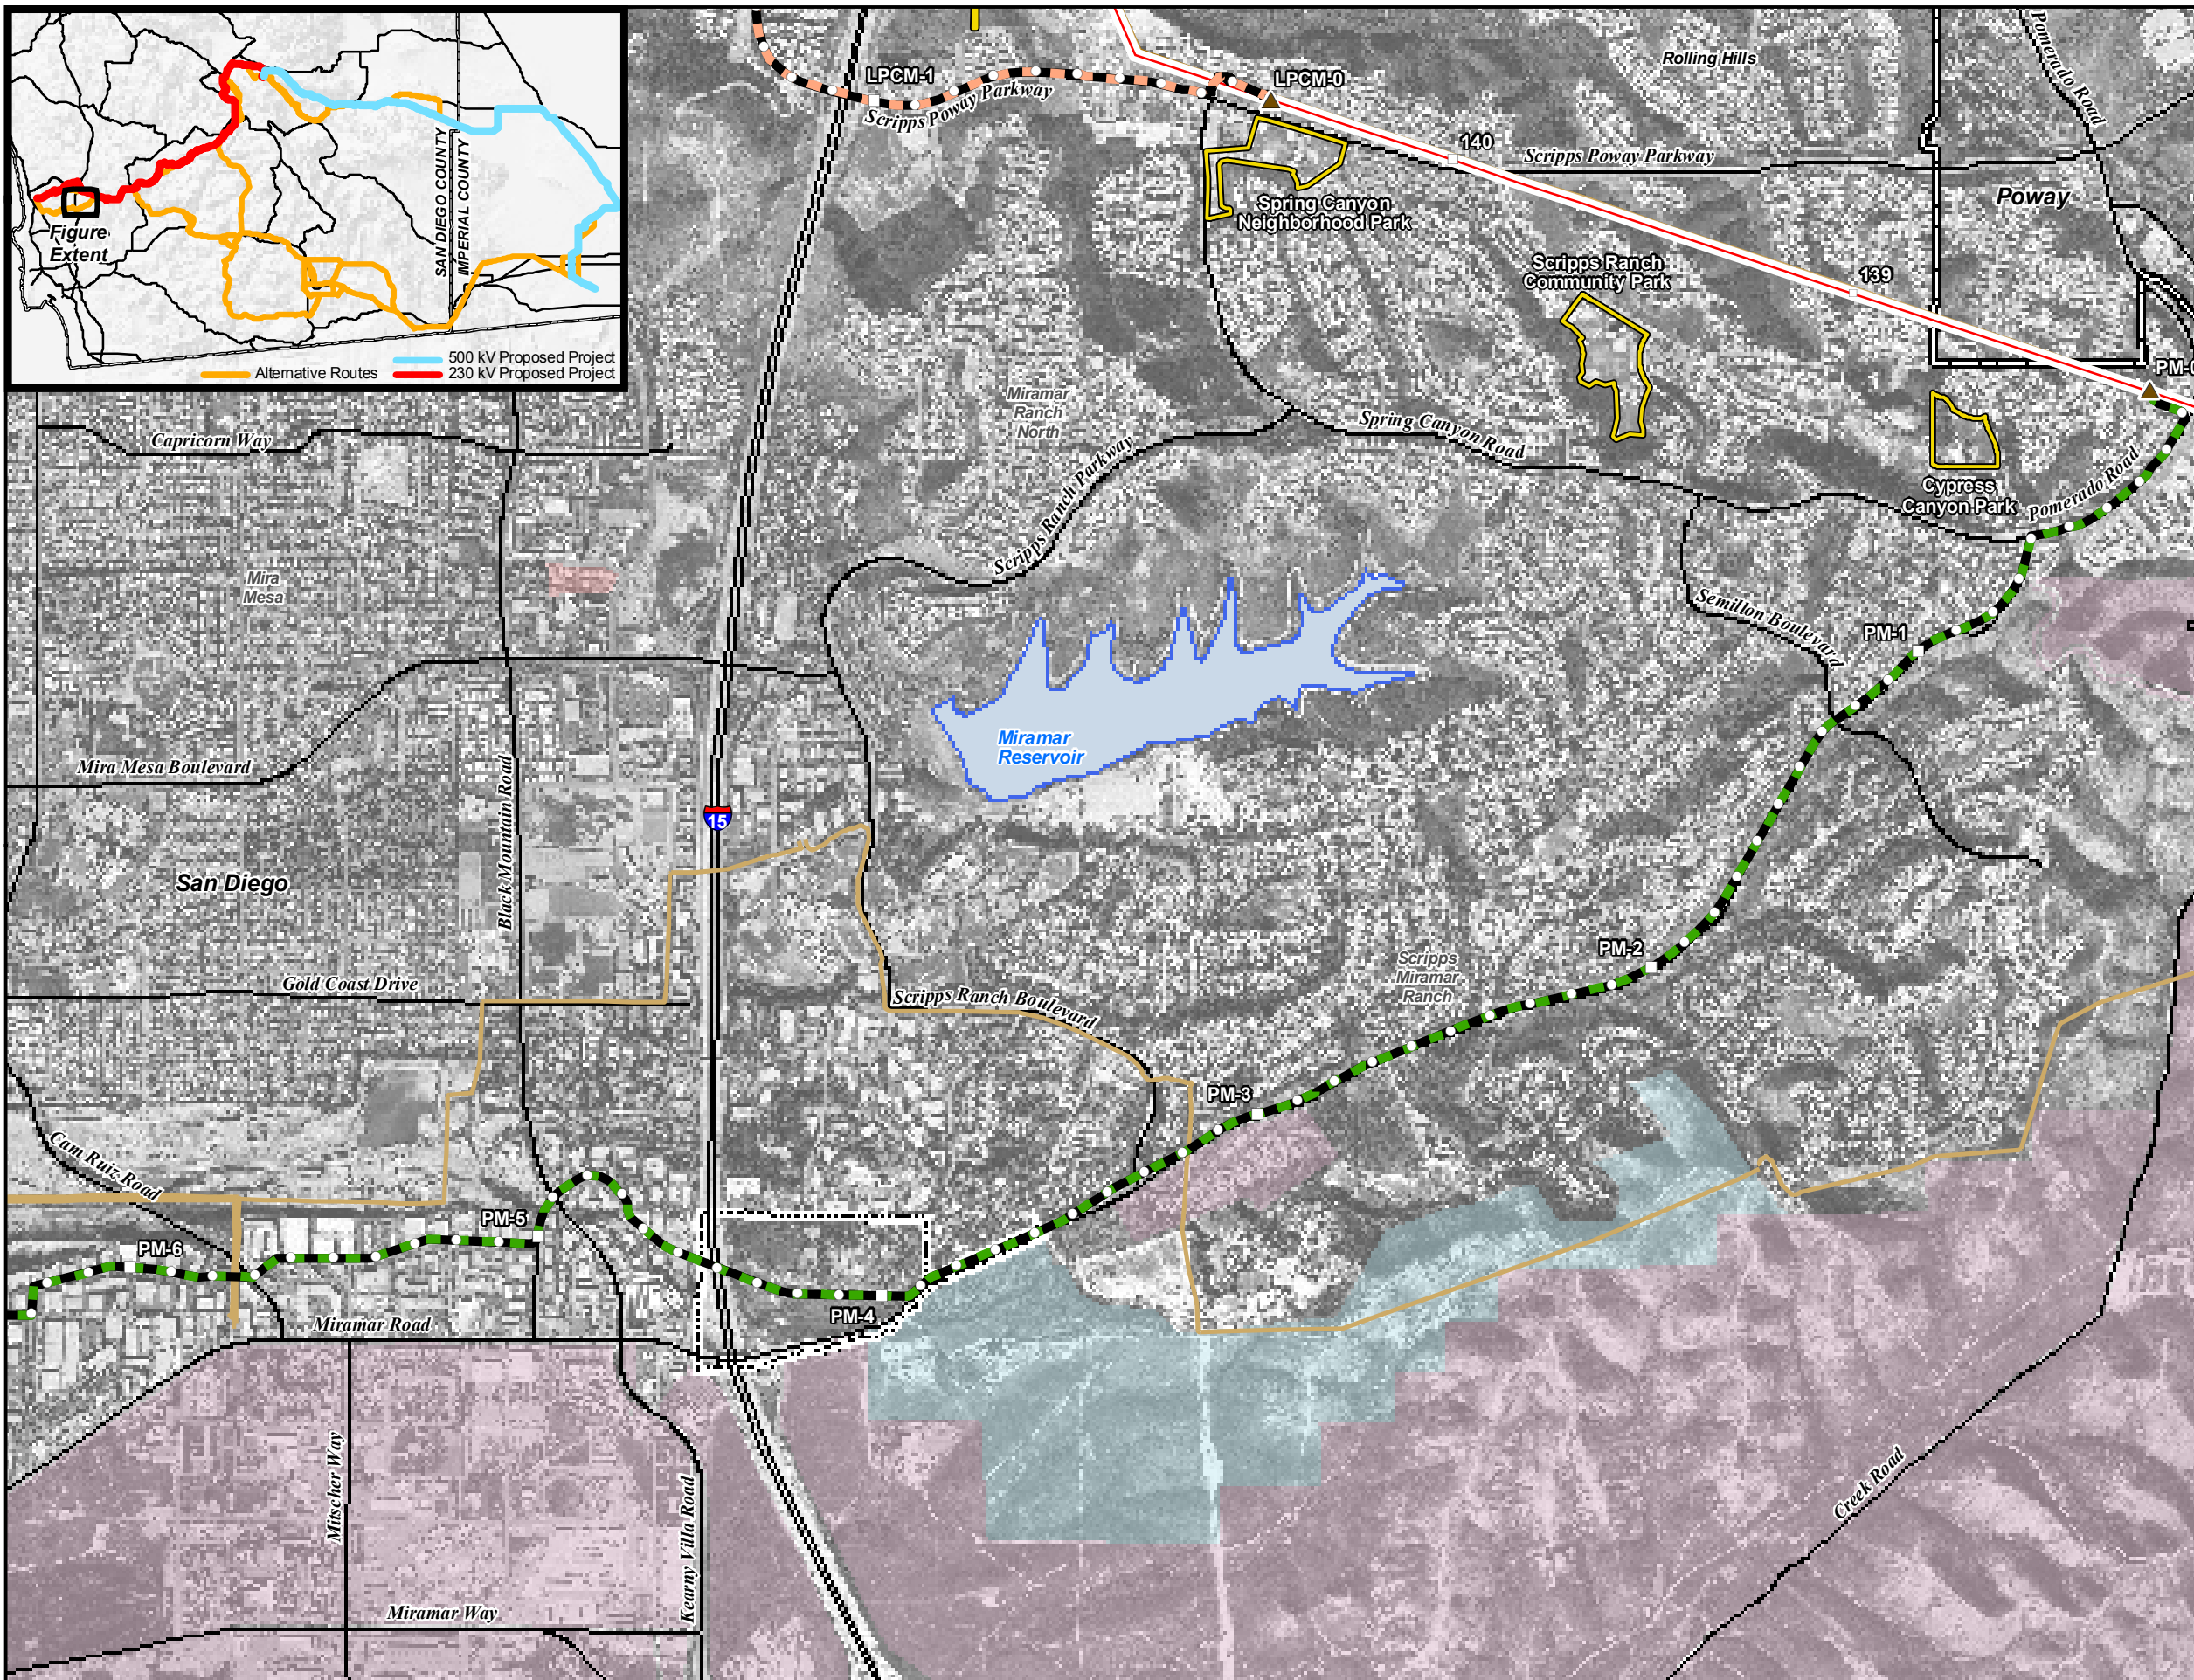 SAN DIEGO COUNTY
IMPERIAL COUNTY
Figure
Extent
500 kV Proposed Project
Alternative Routes
230 kV Proposed Project
LPCM-1
Scripps Poway Parkway
LPCM-0
Rolling Hills
Pomerado Road
140
Scripps Poway Parkway
Poway
Spring Canyon
Neighborhood Park
Scripps Ranch
Community Park
139
PM-0
Miramar
Ranch
North
Capricorn Way
Spring Canyon Road
Scripps Ranch Parkway
Cypress
Canyon Park
Pomerado Road
Mira
Mesa
Semillon Boulevard
PM-1
Miramar
Reservoir
Mira Mesa Boulevard
Black Mountain Road
15
San Diego
PM-2
Scripps
Miramar
Ranch
Gold Coast Drive
Scripps Ranch Boulevard
PM-3
Cam Ruiz Road
PM-5
PM-6
PM-4
Miramar Road
Mitscher Way
Kearny Villa Road
Creek Road
Miramar Way